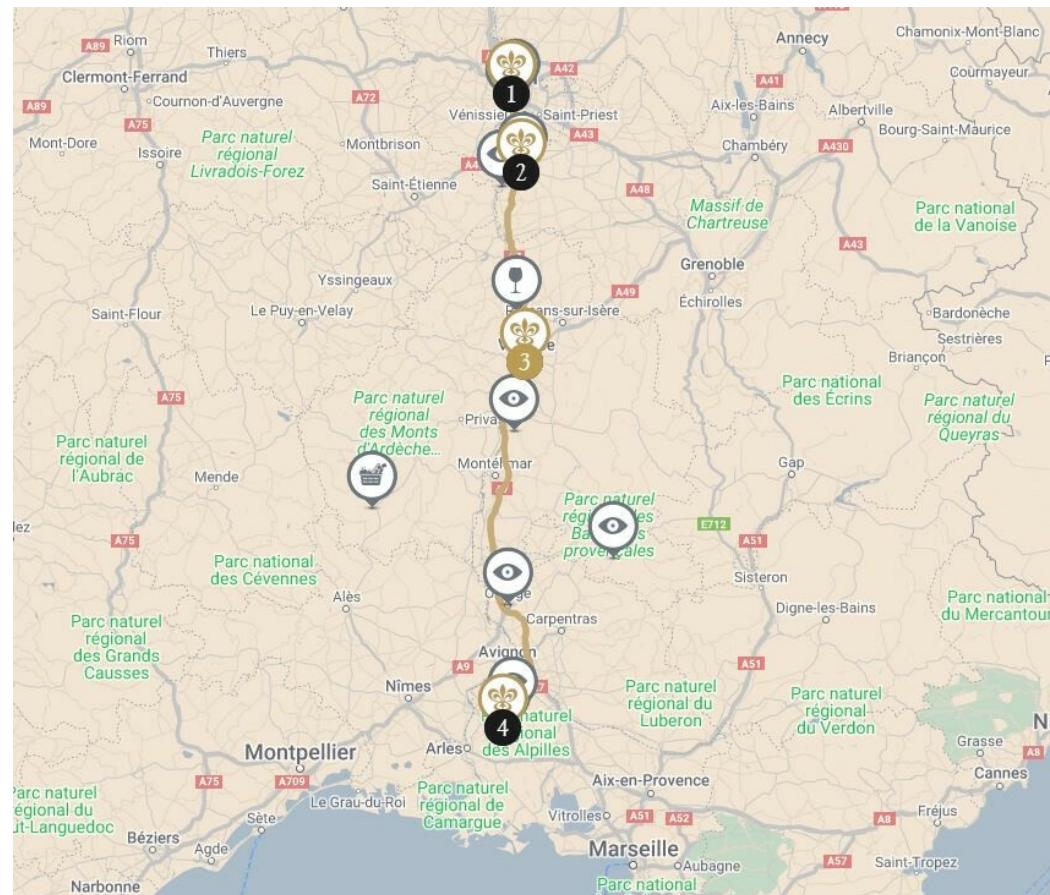 Riom
A89
Thiers
Clermont-Ferrand
Cournon-d'Auvergne
A72
A89
A75
Mont-Dore
Issoire
Parc naturel
régional
Livradois-Forez
Montbrison
Saint-Étienne
A42
1
Saint-Priest
A43
2
Annecy
Chamonix-Mont-Blanc
A41
Courmayeur
Aix-les-Bains
Albertville
Bourg-Saint-Maurice
Chambéry
A430
A48
Massif de
Chartreuse
Parc national
de la Vanoise
A43
Grenoble
Échirolles
A49
Yssingeaux
Le Puy-en-Velay
Saint-Flour
3
Bardonèche
Sestrières
Briançon
Parc national
des Écrins
Parc naturel
régional du
Queyras
A75
Parc naturel
régional
des Monts
d'Ardèche...
Parc naturel
régional de
l'Aubrac
Mende
Gap
E712
A51
A75
Parc national
des Cévennes
Alès
Sisteron
Digne-les-Bains
Parc national
du Mercantour
Carpentras
Parc naturel
régional
des Grands
Causses
Avignon
A9
A51
Nîmes
Parc naturel
régional du
Luberon
Parc naturel
régional du
Verdon
4
des Alpilles
Arles
Montpellier
A75
A709
Le Grau-du-Roi
Parc naturel
régional de
Camargue
Aix-en-Provence
Vitrolles
A51
A52
Grasse
A8
Cannes
A8
Fréjus
Sète
Béziers
Agde
Narbonne
Marseille
Aubagne
A57
Saint-Tropez
Parc national